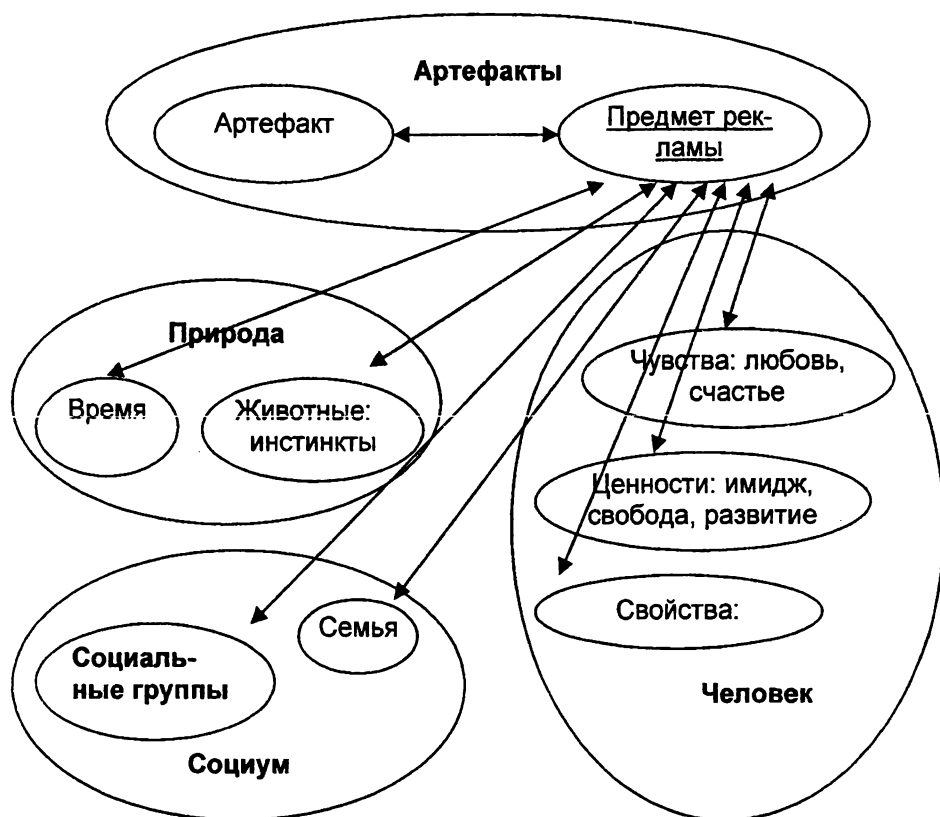 Артефакты
Артефакт
Предмет рек-
ламы
Природа
Время
Животные:
инстинкты
Чувства: любовь,
счастье
Ценности: имидж,
свобода, развитие
Свойства:
Человек
Семья
Социаль-
ные группы
Социум